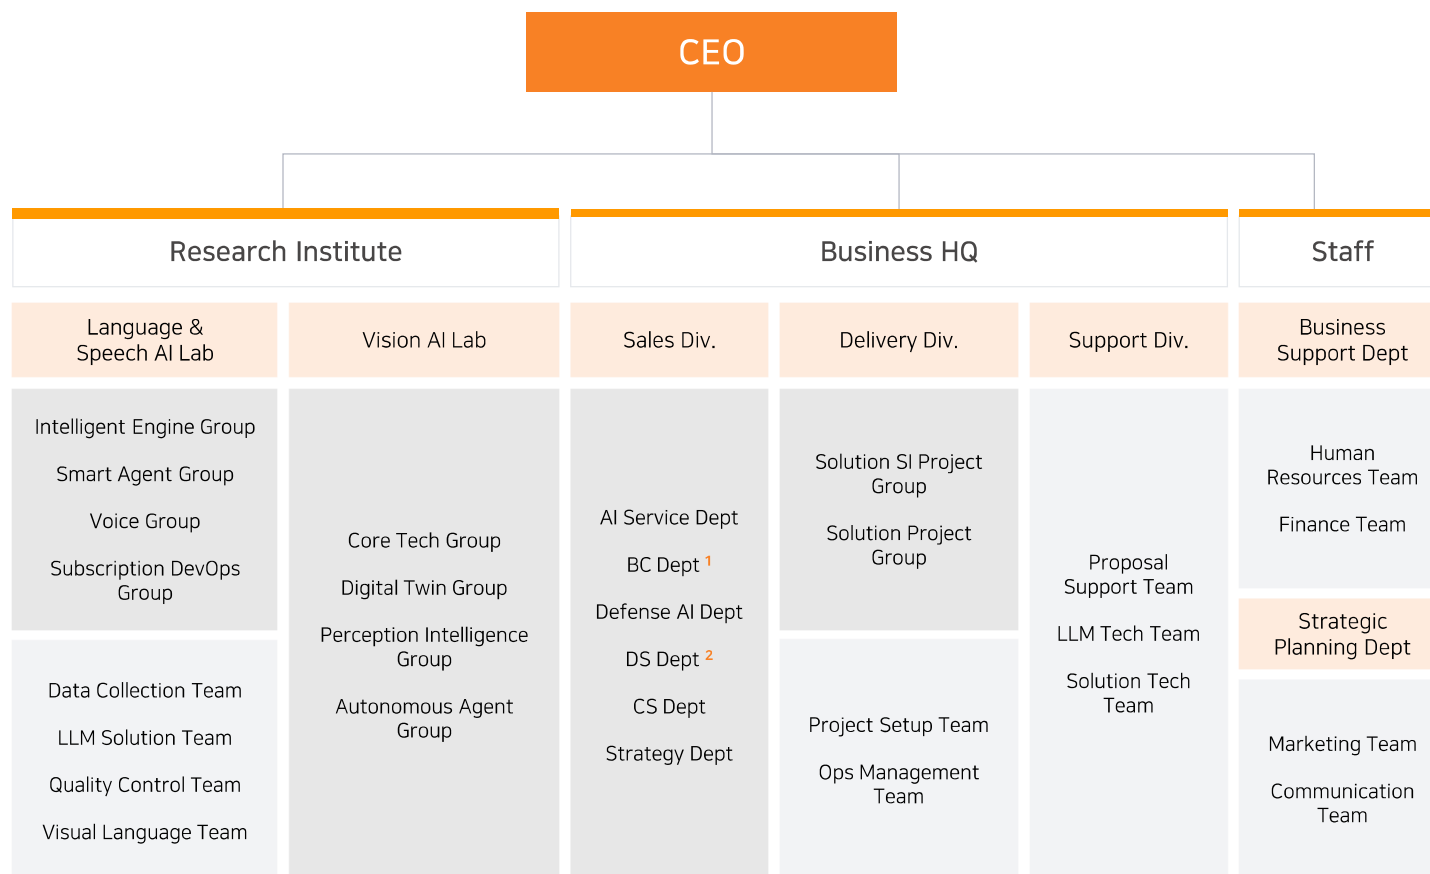 CEO
Research Institute
Business HQ
Staff
Language &
Speech AI Lab
Intelligent Engine Group
Smart Agent Group
Voice Group
Subscription DevOps
Group
Data Collection Team
LLM Solution Team
Quality Control Team
Visual Language Team
Vision AI Lab
Core Tech Group
Digital Twin Group
Perception Intelligence
Group
Autonomous Agent
Group
Sales Div.
AI Service Dept
BC Dept 1
Defense AI Dept
DS Dept 2
CS Dept
Strategy Dept
Delivery Div.
Solution SI Project
Group
Solution Project
Group
Project Setup Team
Ops Management
Team
Support Div.
Proposal
Support Team
LLM Tech Team
Solution Tech
Team
Business
Support Dept
Human
Resources Team
Finance Team
Strategic
Planning Dept
Marketing Team
Communication
Team